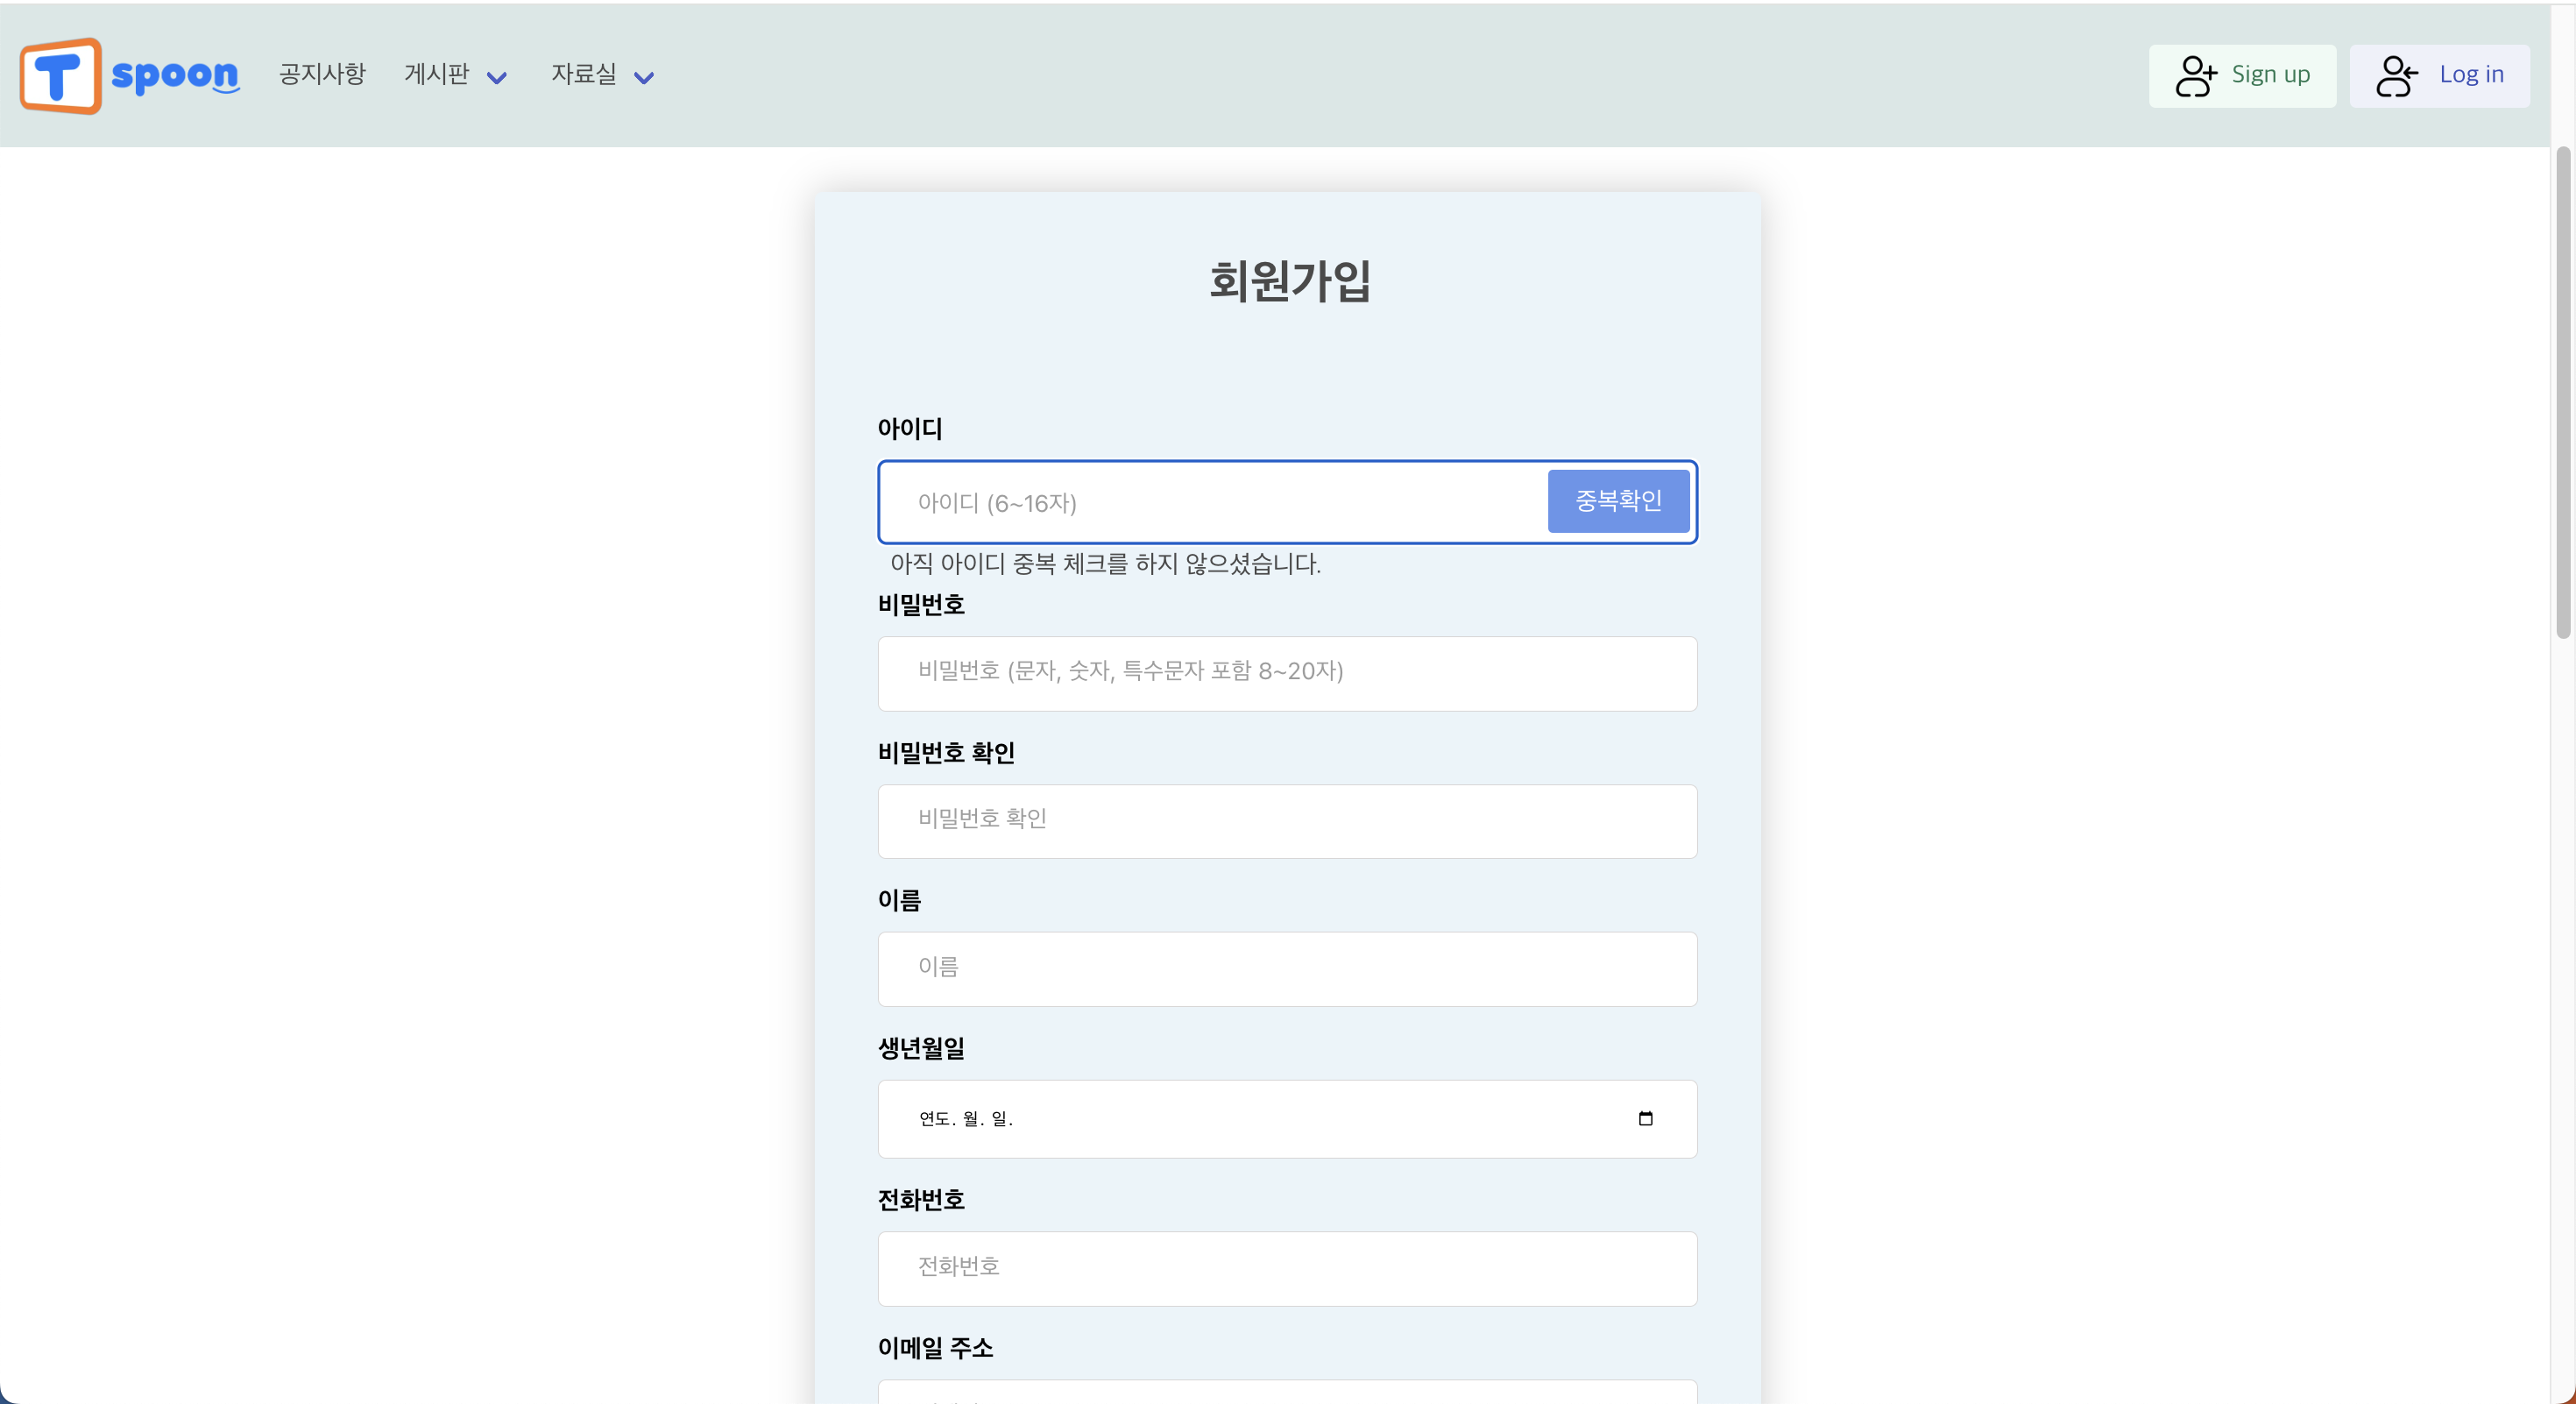 T spoon 공지사항 게시판 자료실 Sign up Log in
회원가입
아이디
아이디 (6~16자) 중복확인
아직 아이디 중복 체크를 하지 않으셨습니다.
비밀번호
비밀번호 (문자, 숫자, 특수문자 포함 8~20자)
비밀번호 확인
비밀번호 확인
이름
이름
생년월일
연도. 월. 일.
전화번호
전화번호
이메일 주소